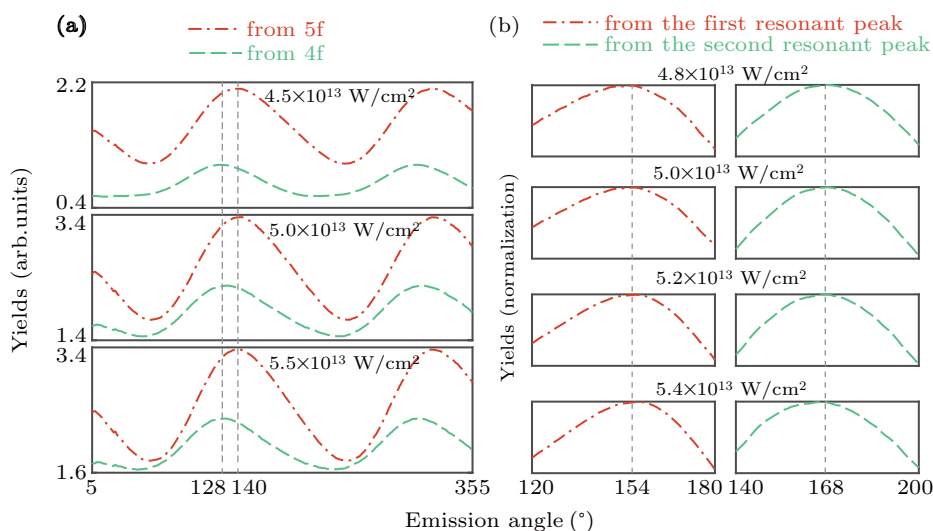 (a)
from 5f
from 4f
2.2
4.5×10¹³ W/cm²
0.4
3.4
5.0×10¹³ W/cm²
1.4
3.4
5.5×10¹³ W/cm²
1.6
5 128 140 355
Yields (arb.units)
(b)
from the first resonant peak
from the second resonant peak
4.8×10¹³ W/cm²
5.0×10¹³ W/cm²
5.2×10¹³ W/cm²
5.4×10¹³ W/cm²
Yields (normalization)
120 154 180 140 168 200
Emission angle (°)